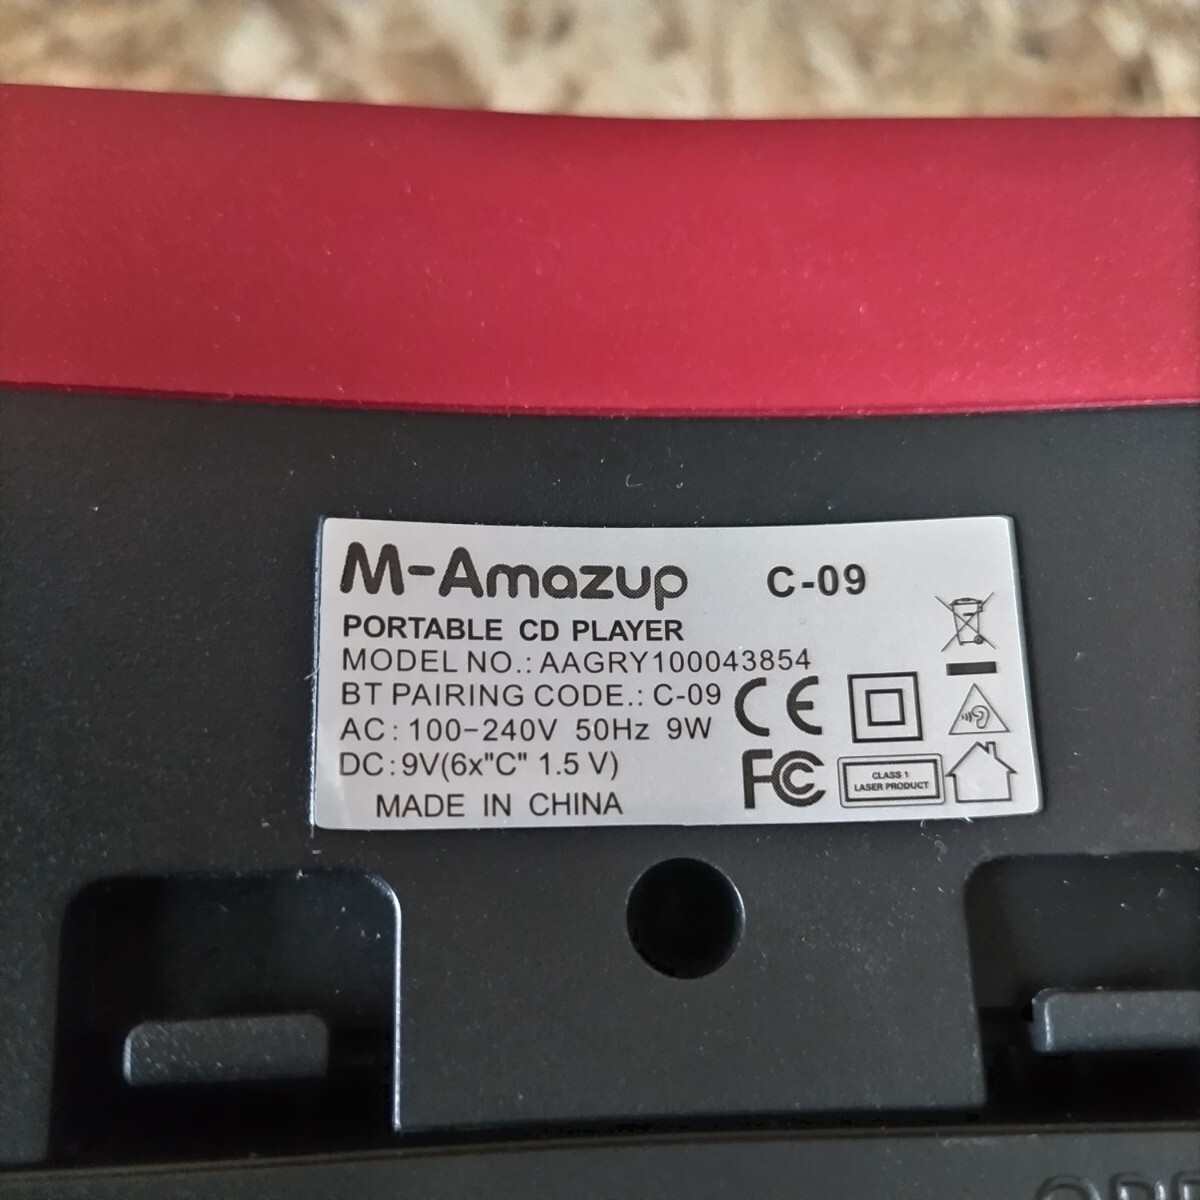 M-Amazup C-09
PORTABLE CD PLAYER
MODEL NO.: AAGRY100043854
BT PAIRING CODE.: C-09
AC: 100-240V 50Hz 9W
DC: 9V(6x"C" 1.5 V)
MADE IN CHINA
CE
FC
CLASS 1
LASER PRODUCT